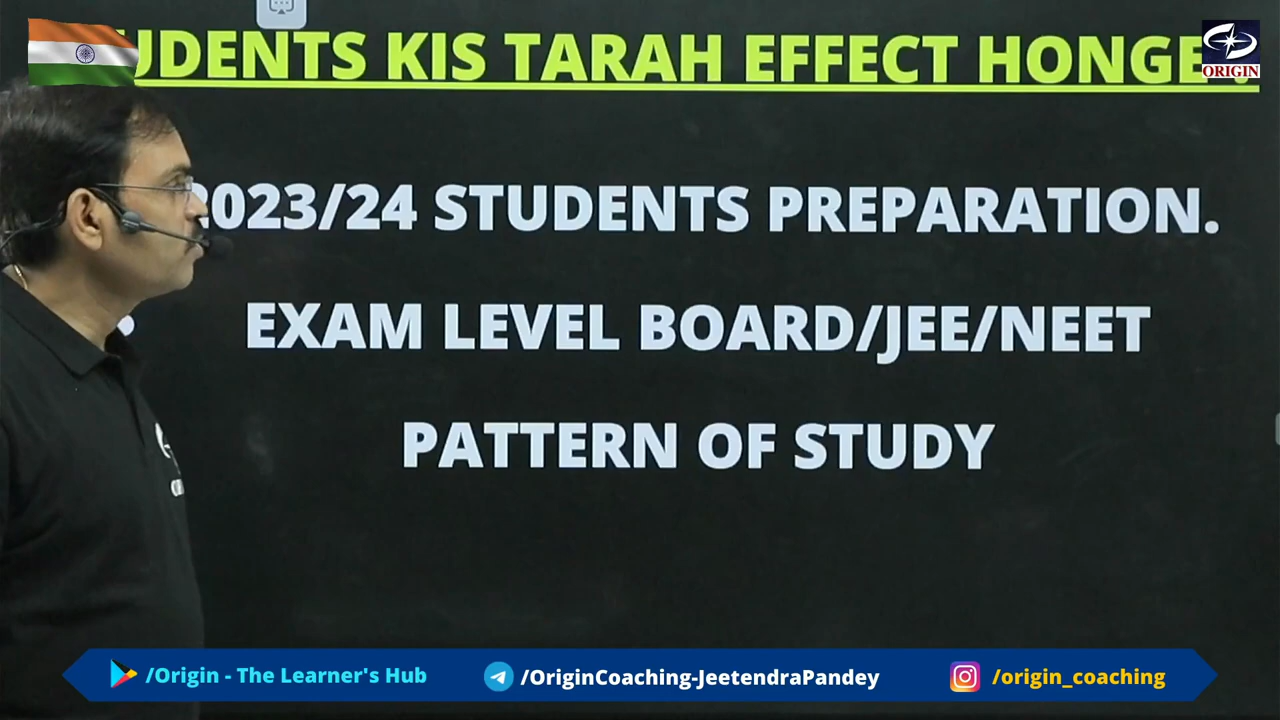 UDENTS KIS TARAH EFFECT HONGE
ORIGIN
2023/24 STUDENTS PREPARATION.
EXAM LEVEL BOARD/JEE/NEET
PATTERN OF STUDY
/Origin - The Learner's Hub
/OriginCoaching-JeetendraPandey
/origin_coaching